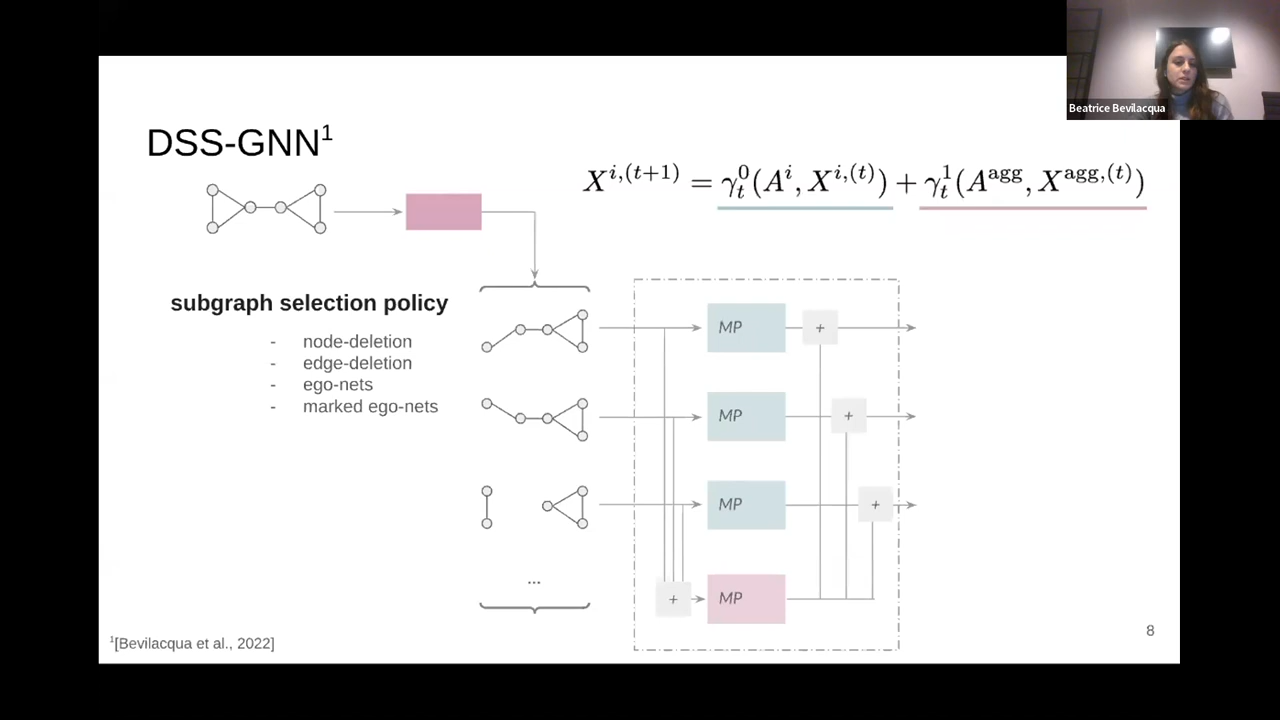 Beatrice Bevilacqua
DSS-GNN¹
X^{i,(t+1)} = γ_t^0(A^i, X^{i,(t)}) + γ_t^1(A^{agg}, X^{agg,(t)})
subgraph selection policy
- node-deletion
- edge-deletion
- ego-nets
- marked ego-nets
MP +
MP +
MP +
...
+ MP
¹[Bevilacqua et al., 2022]
8